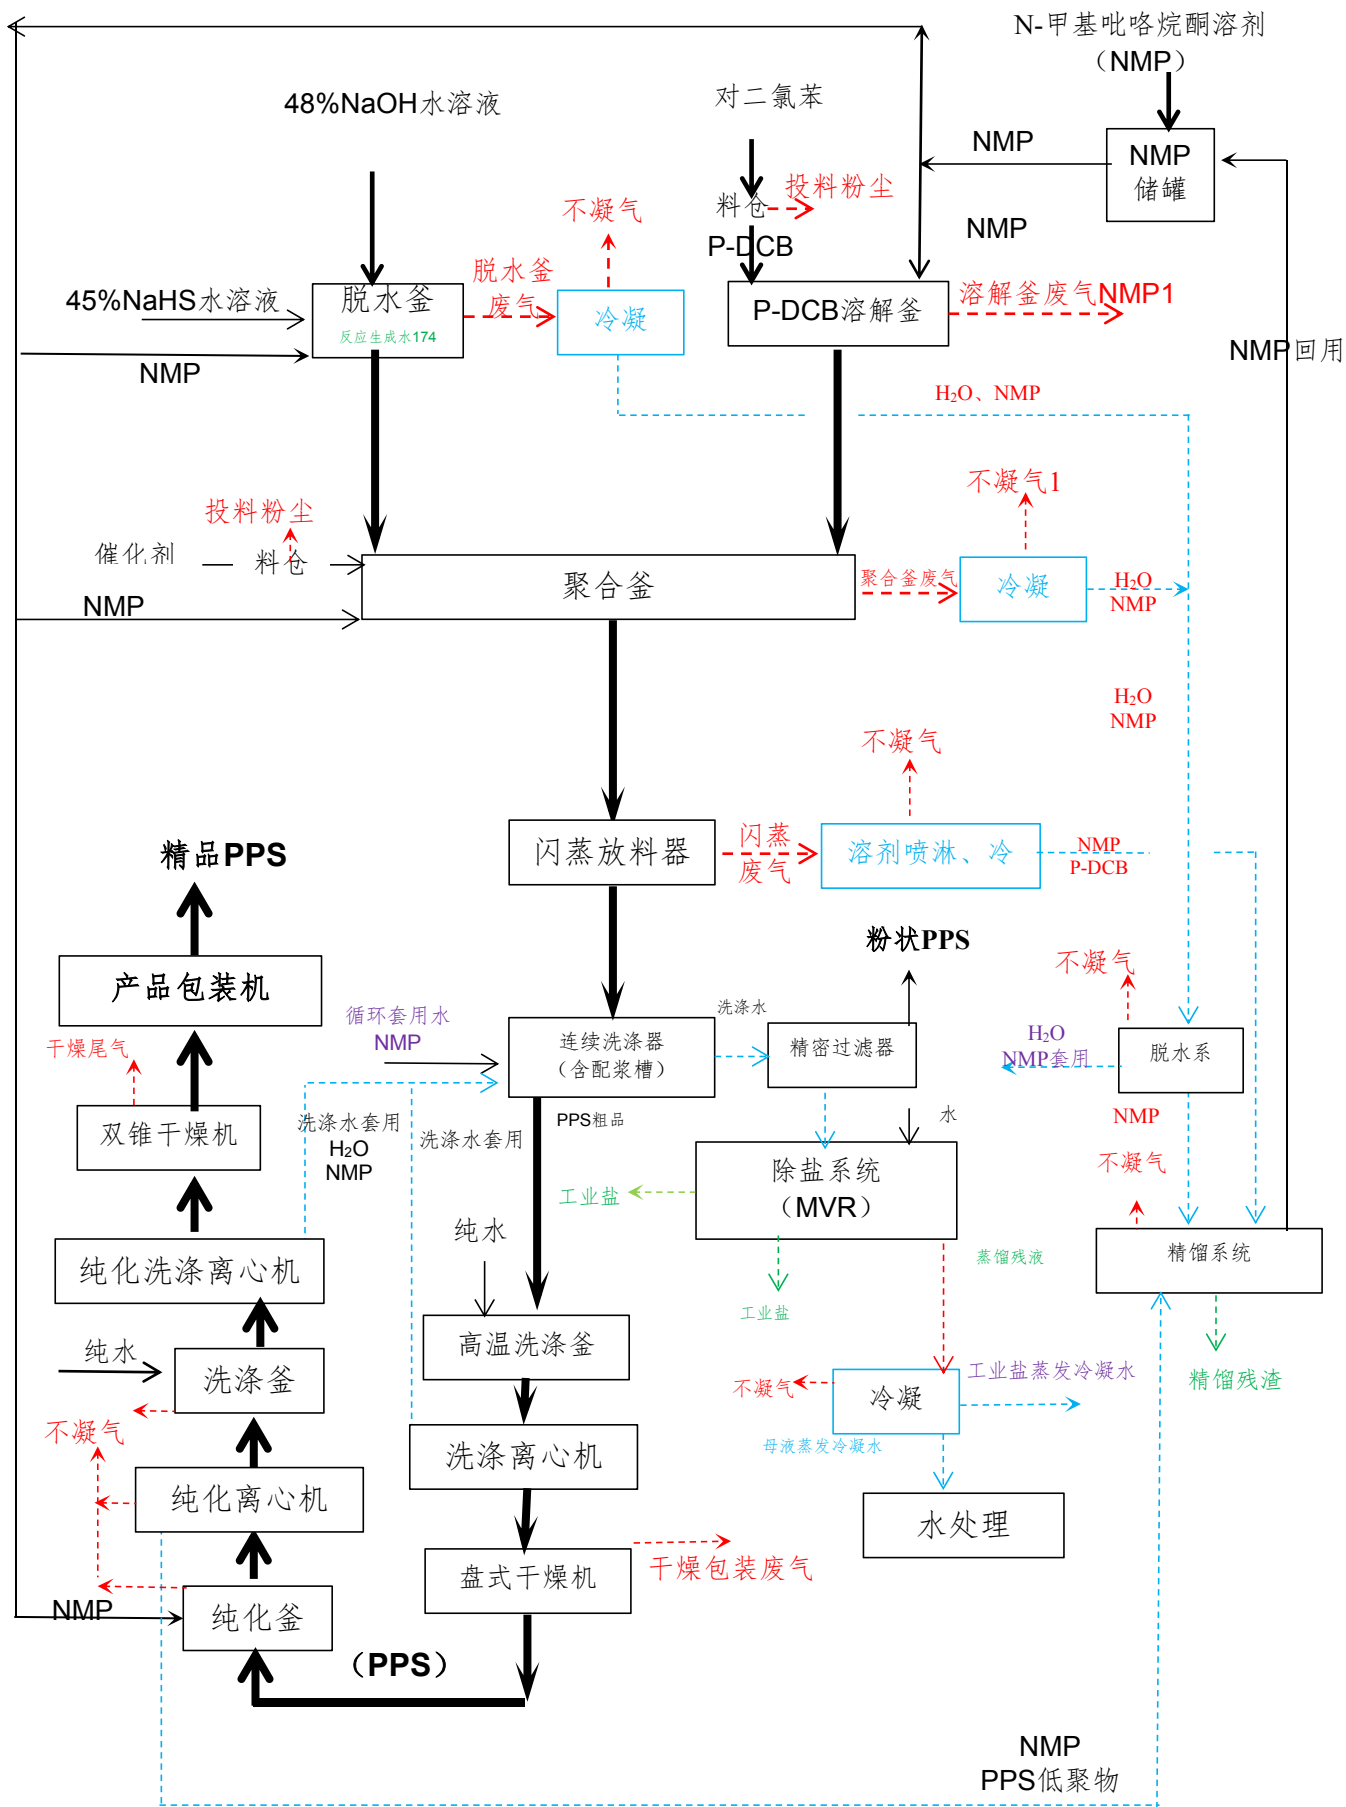 N-甲基吡咯烷酮溶剂
（NMP）
48%NaOH水溶液
对二氯苯
NMP
NMP
储罐
投料粉尘
料仓
不凝气
NMP
P-DCB
脱水釜
废气
45%NaHS水溶液
脱水釜
反应生成水174
冷凝
P-DCB溶解釜
溶解釜废气NMP1
NMP回用
NMP
H₂O、NMP
不凝气1
投料粉尘
催化剂
料仓
聚合釜
聚合釜废气
冷凝
H₂O
NMP
NMP
H₂O
NMP
不凝气
闪蒸放料器
闪蒸
废气
溶剂喷淋、冷
NMP
P-DCB
精品PPS
粉状PPS
不凝气
产品包装机
循环套用水
NMP
洗涤水
连续洗涤器
（含配浆槽）
精密过滤器
H₂O
NMP套用
脱水系
干燥尾气
双锥干燥机
洗涤水套用
H₂O
NMP
洗涤水套用
PPS粗品
水
NMP
不凝气
除盐系统
（MVR）
工业盐
纯水
纯化洗涤离心机
蒸馏残液
精馏系统
工业盐
高温洗涤釜
纯水
洗涤釜
不凝气
冷凝
工业盐蒸发冷凝水
精馏残渣
不凝气
洗涤离心机
母液蒸发冷凝水
纯化离心机
水处理
盘式干燥机
干燥包装废气
NMP
纯化釜
（PPS）
NMP
PPS低聚物